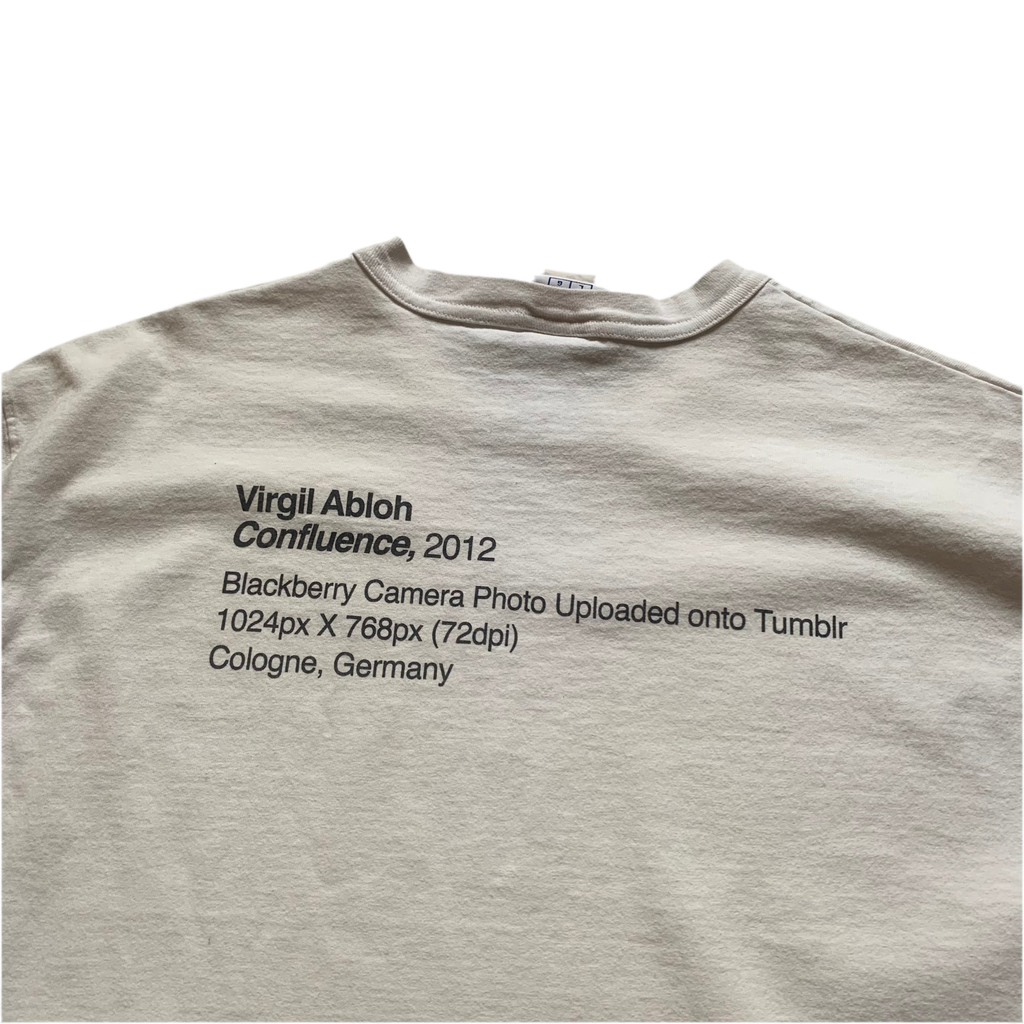 Virgil Abloh
Confluence, 2012
Blackberry Camera Photo Uploaded onto Tumblr
1024px X 768px (72dpi)
Cologne, Germany